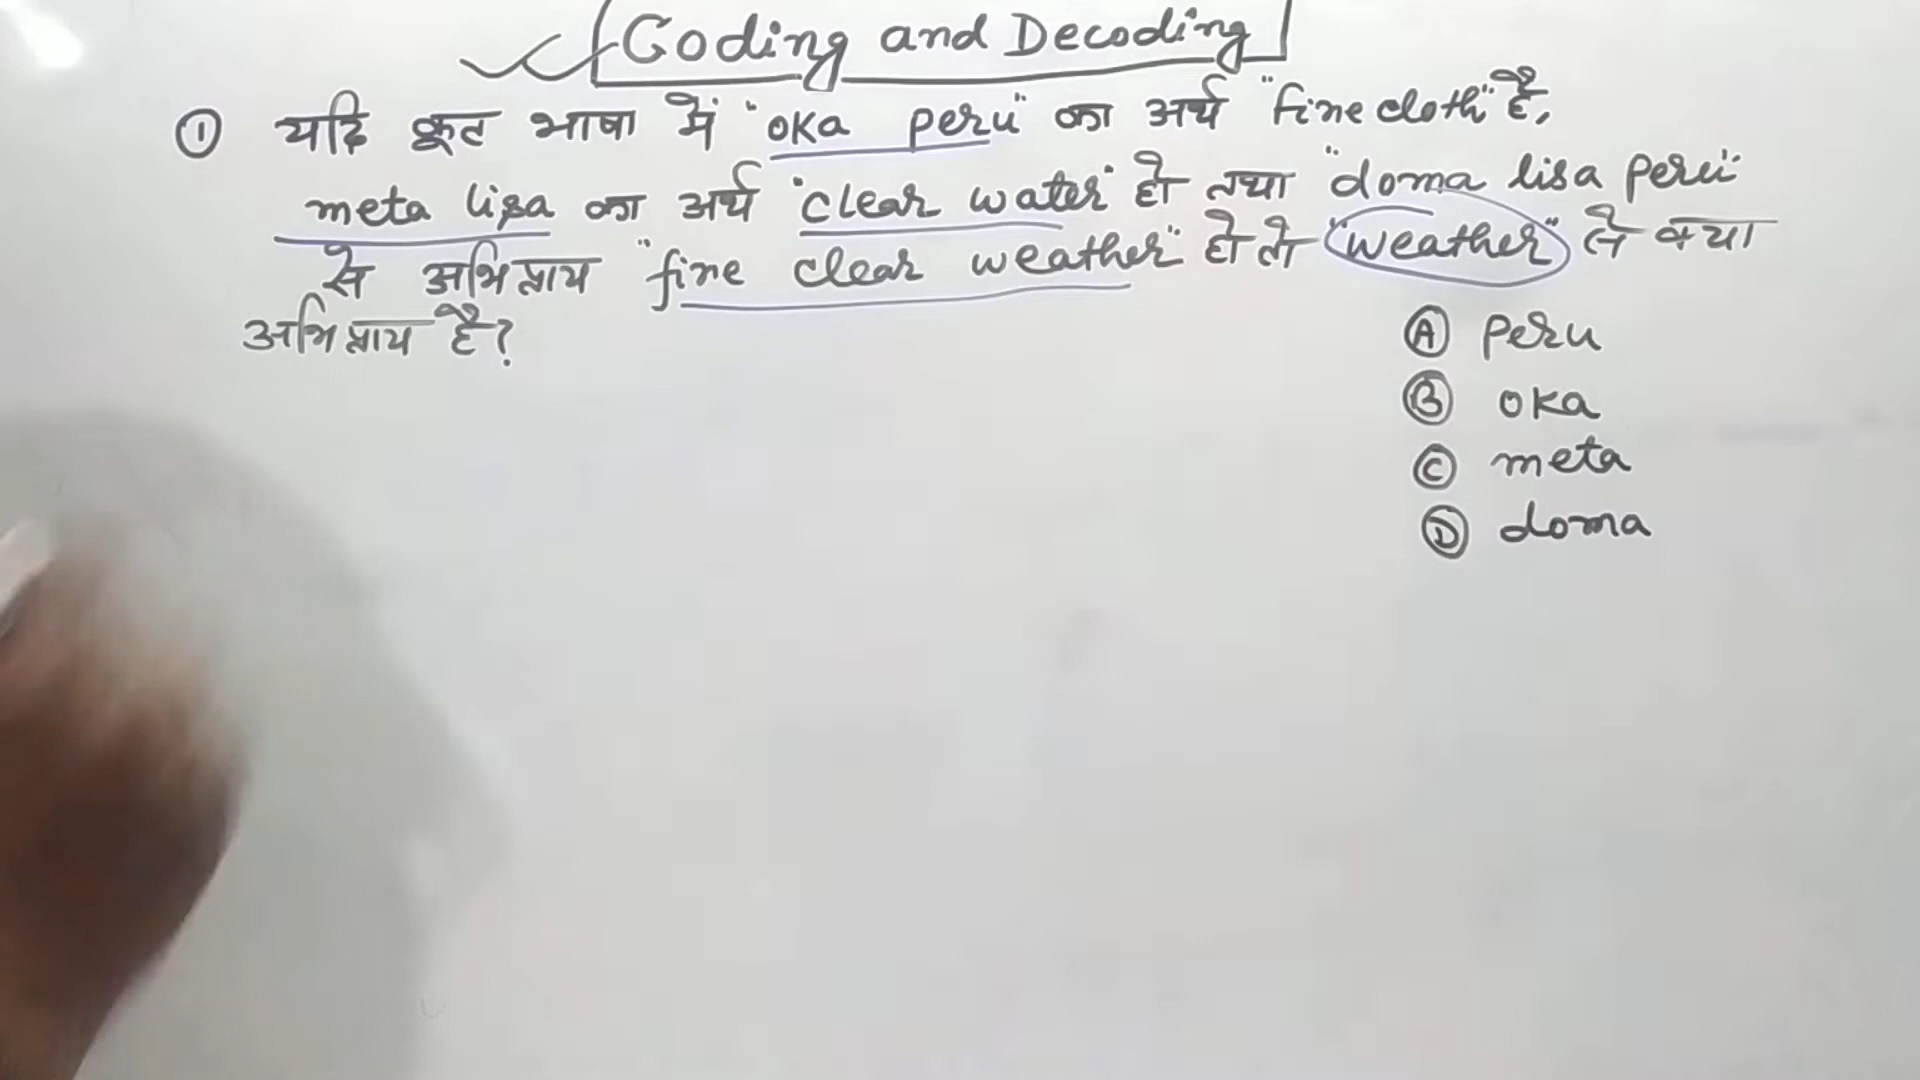 Coding and Decoding
① यदि कूट भाषा में "oka peru" का अर्थ "fine cloth" है,
meta lisa का अर्थ "clear water" हो तथा "doma lisa peru"
से अभिप्राय "fine clear weather" हो तो "weather" से क्या
अभिप्राय है?
Ⓐ peru
Ⓑ oka
Ⓒ meta
Ⓓ doma